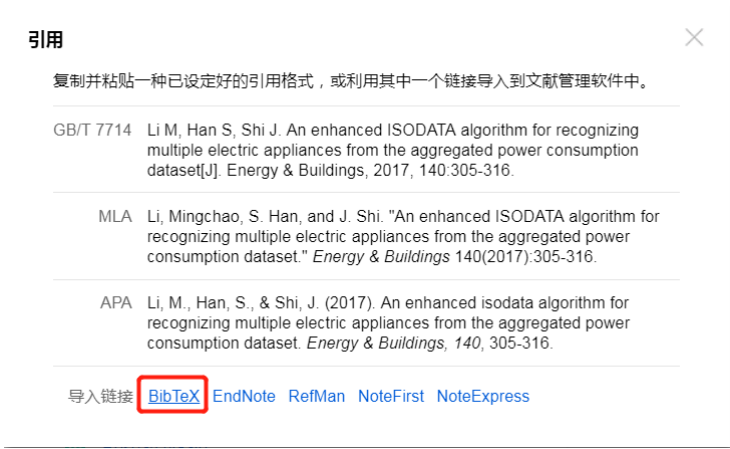 引用
复制并粘贴一种已设定好的引用格式，或利用其中一个链接导入到文献管理软件中。
GB/T 7714 Li M, Han S, Shi J. An enhanced ISODATA algorithm for recognizing
multiple electric appliances from the aggregated power consumption
dataset[J]. Energy & Buildings, 2017, 140:305-316.
MLA Li, Mingchao, S. Han, and J. Shi. "An enhanced ISODATA algorithm for
recognizing multiple electric appliances from the aggregated power
consumption dataset." Energy & Buildings 140(2017):305-316.
APA Li, M., Han, S., & Shi, J. (2017). An enhanced isodata algorithm for
recognizing multiple electric appliances from the aggregated power
consumption dataset. Energy & Buildings, 140, 305-316.
导入链接 BibTeX EndNote RefMan NoteFirst NoteExpress